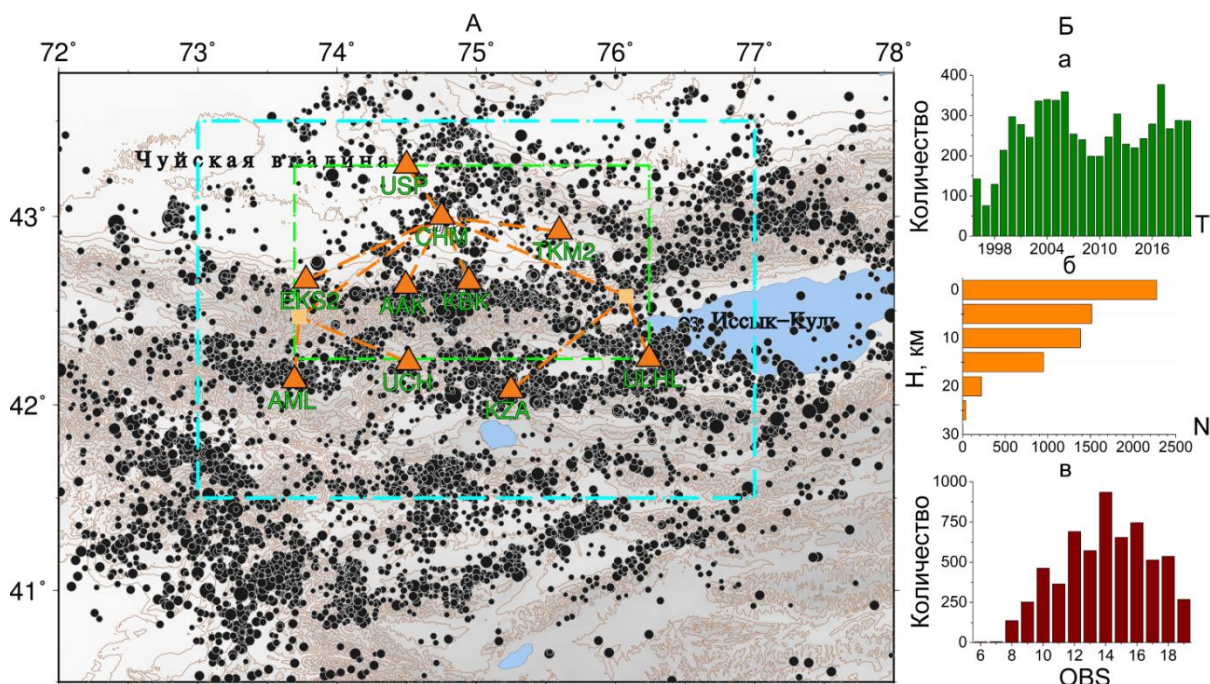 А
72° 73° 74° 75° 76° 77° 78°
43°
42°
41°
Чуйская впадина
USP
CHM
TKM2
EKS2
AAK
KBK
оз. Иссык-Куль
UCH
ULHL
AML
KZA
Б
а
Количество
400
300
200
100
0
1998 2004 2010 2016
T
б
H, км
0
10
20
30
0 500 1000 1500 2000 2500
N
в
Количество
1000
750
500
250
0
6 8 10 12 14 16 18
OBS